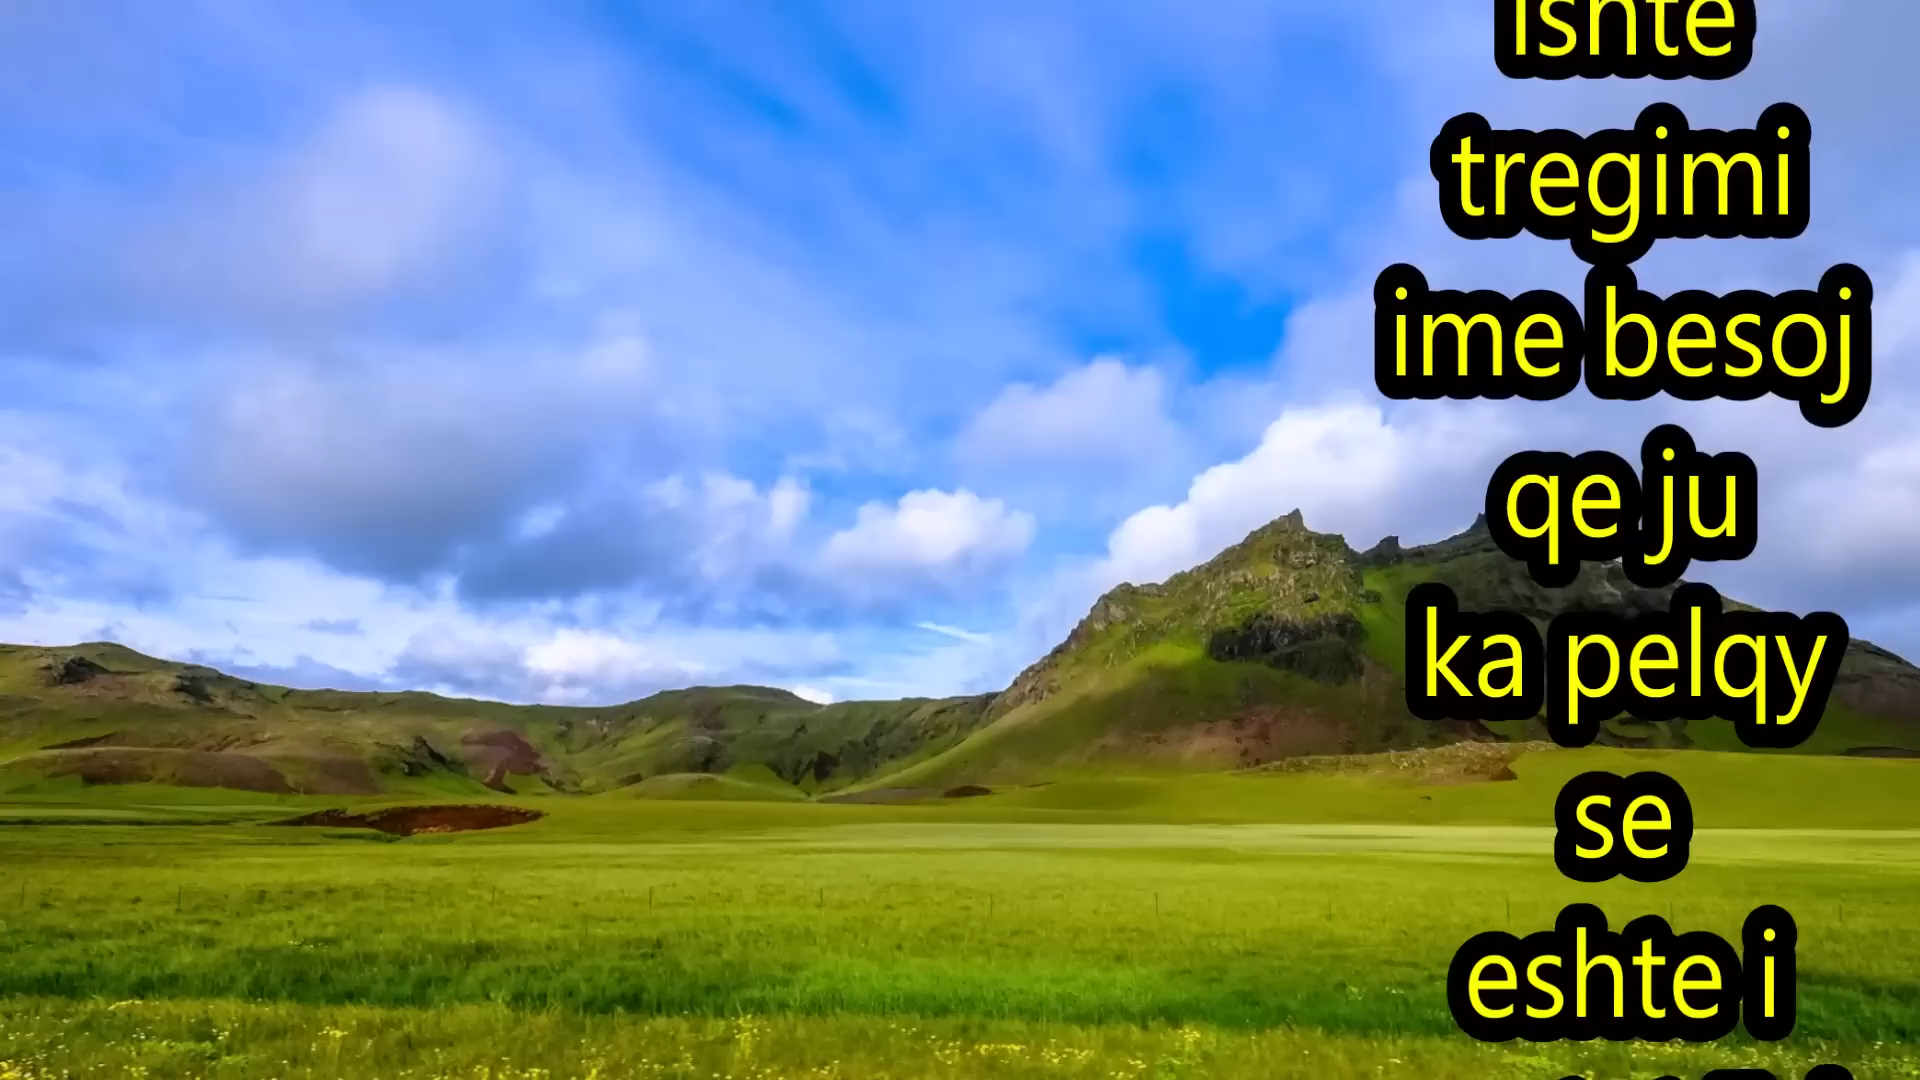 ishte
tregimi
ime besoj
qe ju
ka pelqy
se
eshte i